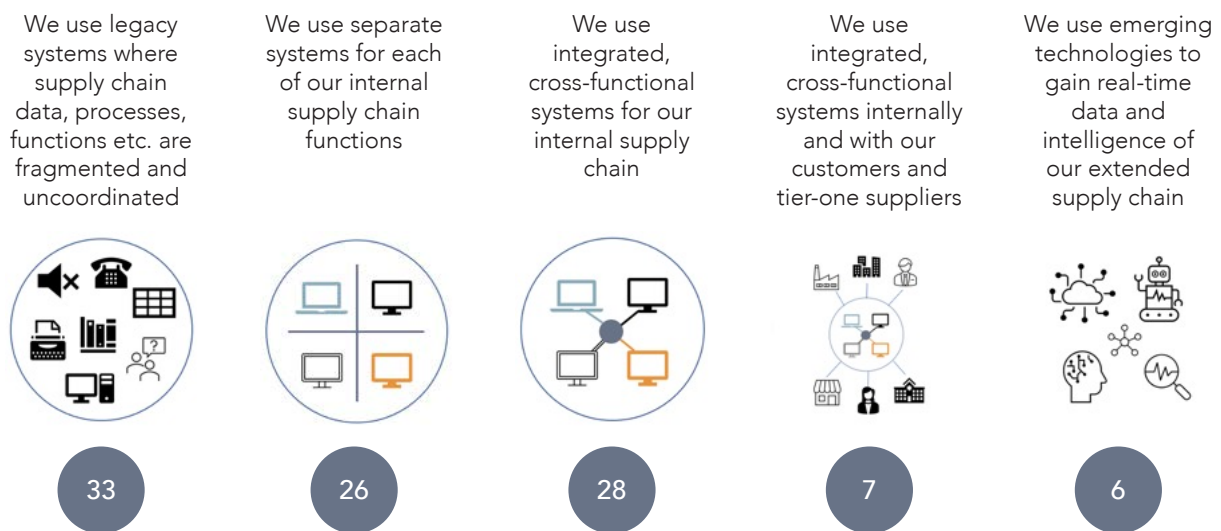 We use legacy
systems where
supply chain
data, processes,
functions etc. are
fragmented and
uncoordinated
We use separate
systems for each
of our internal
supply chain
functions
We use
integrated,
cross-functional
systems for our
internal supply
chain
We use
integrated,
cross-functional
systems internally
and with our
customers and
tier-one suppliers
We use emerging
technologies to
gain real-time
data and
intelligence of
our extended
supply chain
?
33
26
28
7
6